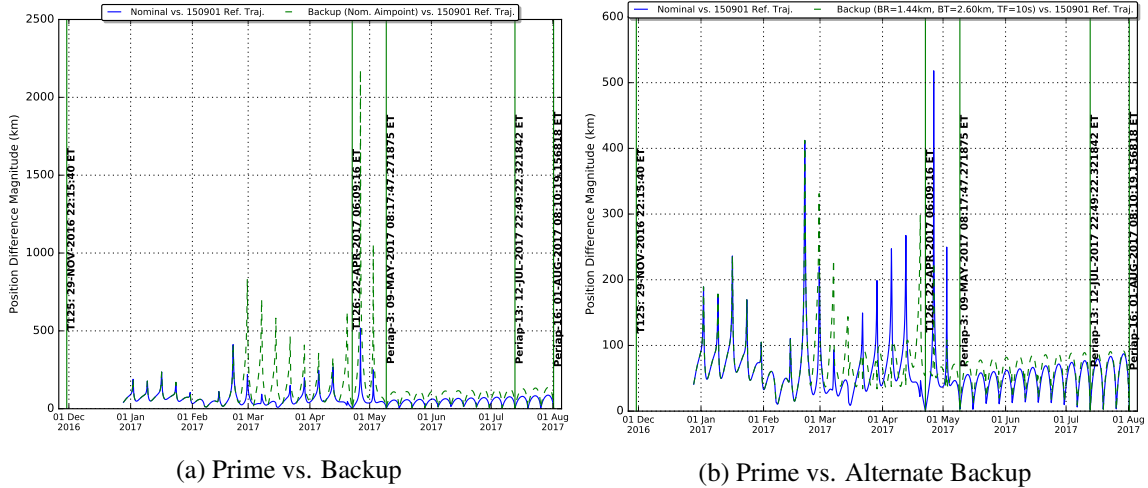 Nominal vs. 150901 Ref. Traj.
Backup (Nom. Aimpoint) vs. 150901 Ref. Traj.
Position Difference Magnitude (km)
2500
2000
1500
1000
500
0
T125: 29-NOV-2016 22:15:40 ET
T126: 22-APR-2017 06:09:16 ET
Periap-3: 09-MAY-2017 08:17:47.271875 ET
Periap-13: 12-JUL-2017 22:49:22.321842 ET
Periap-16: 01-AUG-2017 08:10:19.156818 ET
01 Dec 01 Jan 01 Feb 01 Mar 01 Apr 01 May 01 Jun 01 Jul 01 Aug
2016 2017 2017 2017 2017 2017 2017 2017 2017
(a) Prime vs. Backup
Nominal vs. 150901 Ref. Traj.
Backup (BR=1.44km, BT=2.60km, TF=10s) vs. 150901 Ref. Traj.
Position Difference Magnitude (km)
600
500
400
300
200
100
0
T125: 29-NOV-2016 22:15:40 ET
T126: 22-APR-2017 06:09:16 ET
Periap-3: 09-MAY-2017 08:17:47.271875 ET
Periap-13: 12-JUL-2017 22:49:22.321842 ET
Periap-16: 01-AUG-2017 08:10:19.156818 ET
01 Dec 01 Jan 01 Feb 01 Mar 01 Apr 01 May 01 Jun 01 Jul 01 Aug
2016 2017 2017 2017 2017 2017 2017 2017 2017
(b) Prime vs. Alternate Backup